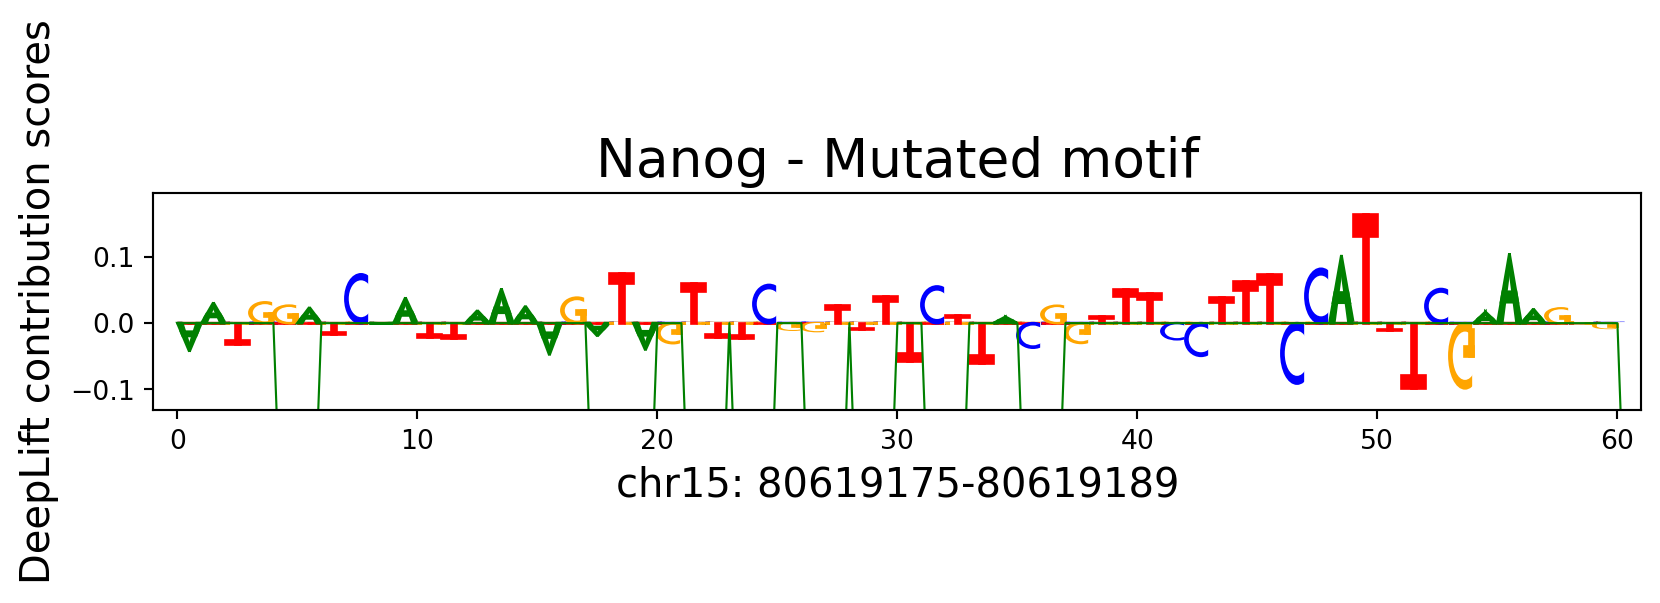 Nanog - Mutated motif
DeepLift contribution scores
0.1
0.0
−0.1
0 10 20 30 40 50 60
chr15: 80619175-80619189